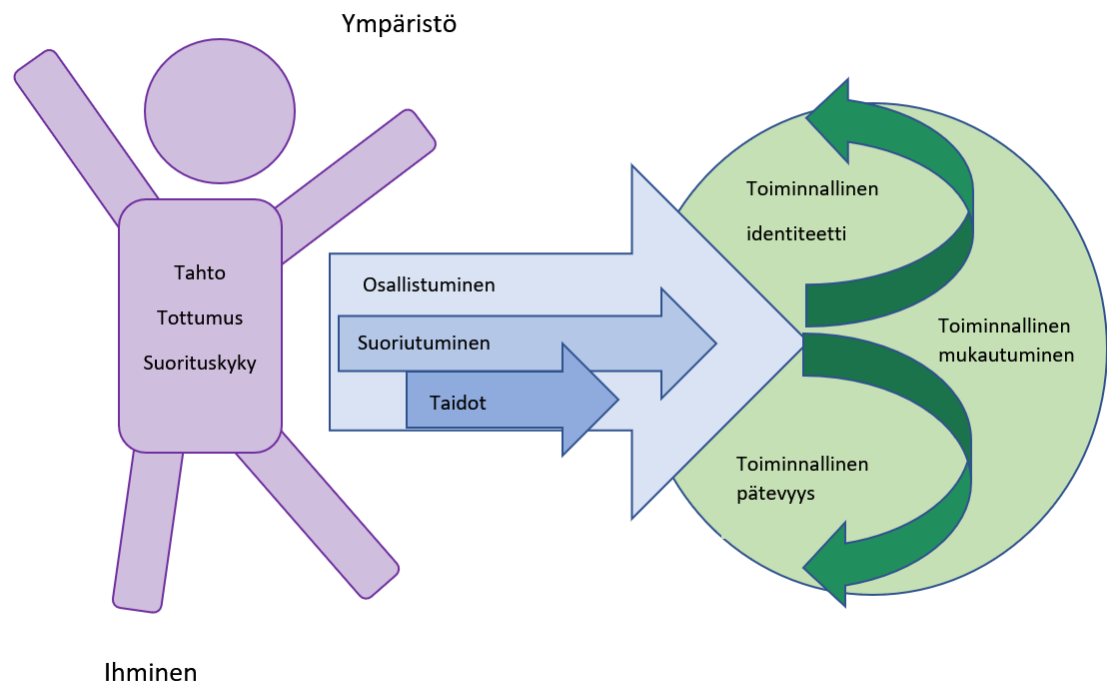 Ympäristö
Tahto
Tottumus
Suorituskyky
Osallistuminen
Suoriutuminen
Taidot
Toiminnallinen
identiteetti
Toiminnallinen
mukautuminen
Toiminnallinen
pätevyys
Ihminen